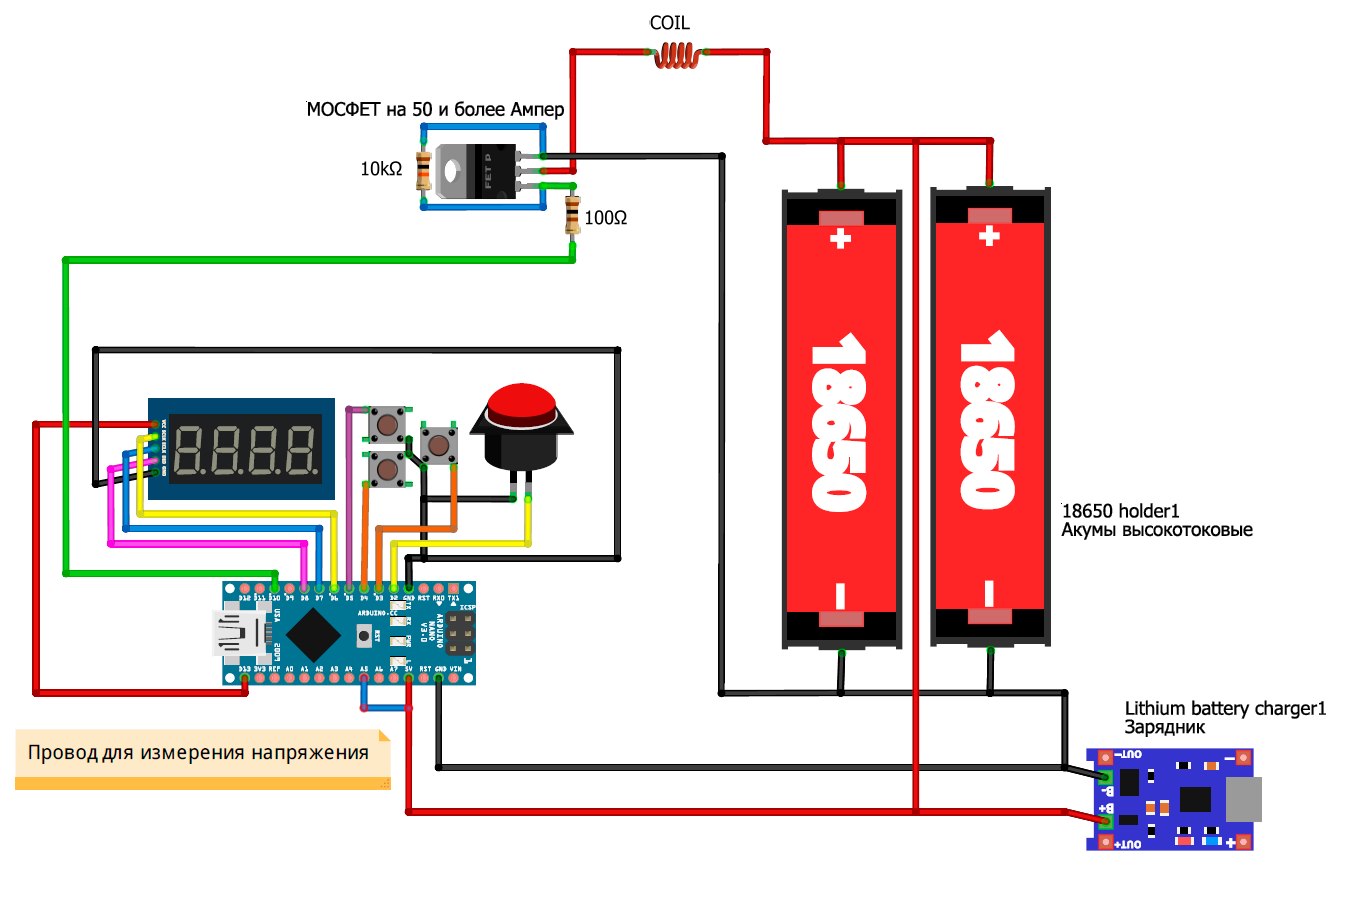 COIL
МОСФЕТ на 50 и более Ампер
10kΩ
FET P
100Ω
+
+
18650
18650
18650 holder1
Акумы высокотоковые
D12 D11 D10 D9 D8 D7 D6 D5 D4 D3 D2 GND RST RX0 TX1
ICSP
ARDUINO.CC
USA
2009
RST
TX
RX
PWR
L
ARDUINO
NANO
V3.0
1
D13 3V3 REF A0 A1 A2 A3 A4 A5 A6 A7 5V RST GND VIN
Провод для измерения напряжения
Lithium battery charger1
Зарядник
OUT-
B-
B+
OUT+